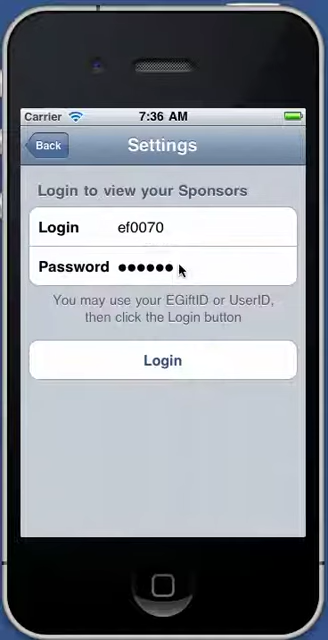 Carrier 7:36 AM
Back Settings
Login to view your Sponsors
Login ef0070
Password ••••••
You may use your EGiftID or UserID,
then click the Login button
Login